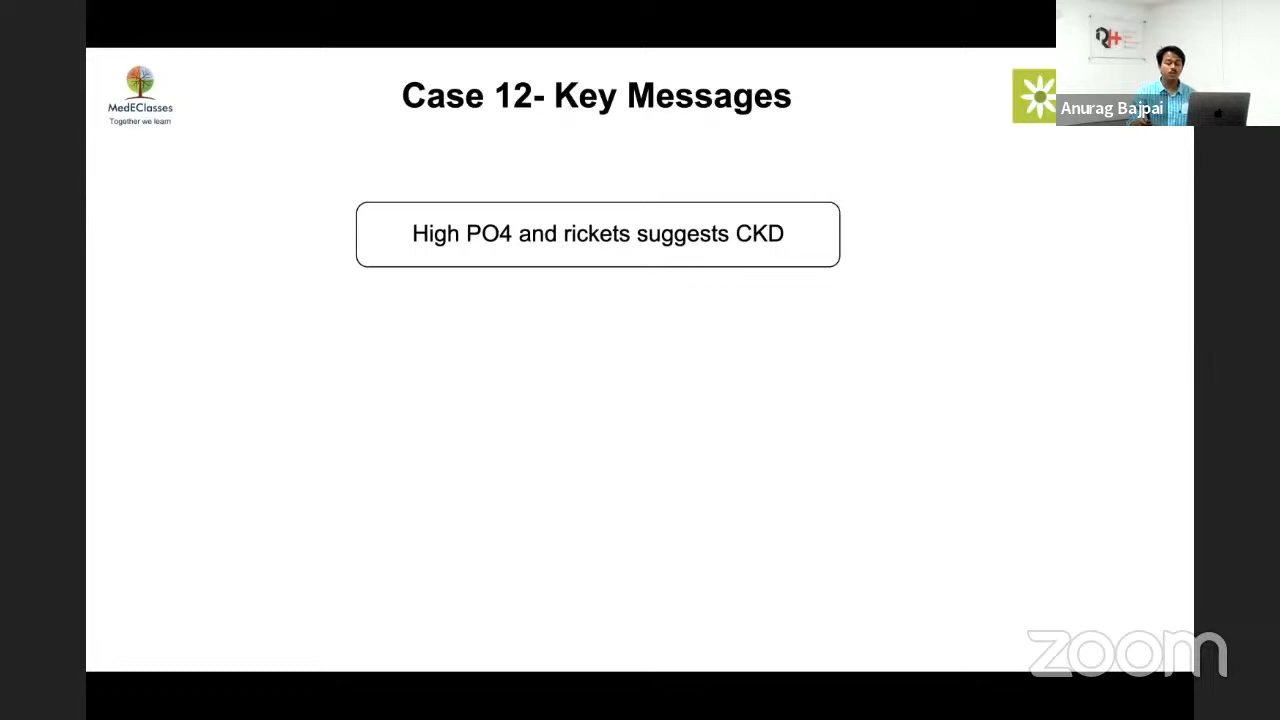 MedEClasses
Together we learn
Case 12- Key Messages
Anurag Bajpai
High PO4 and rickets suggests CKD
zoom